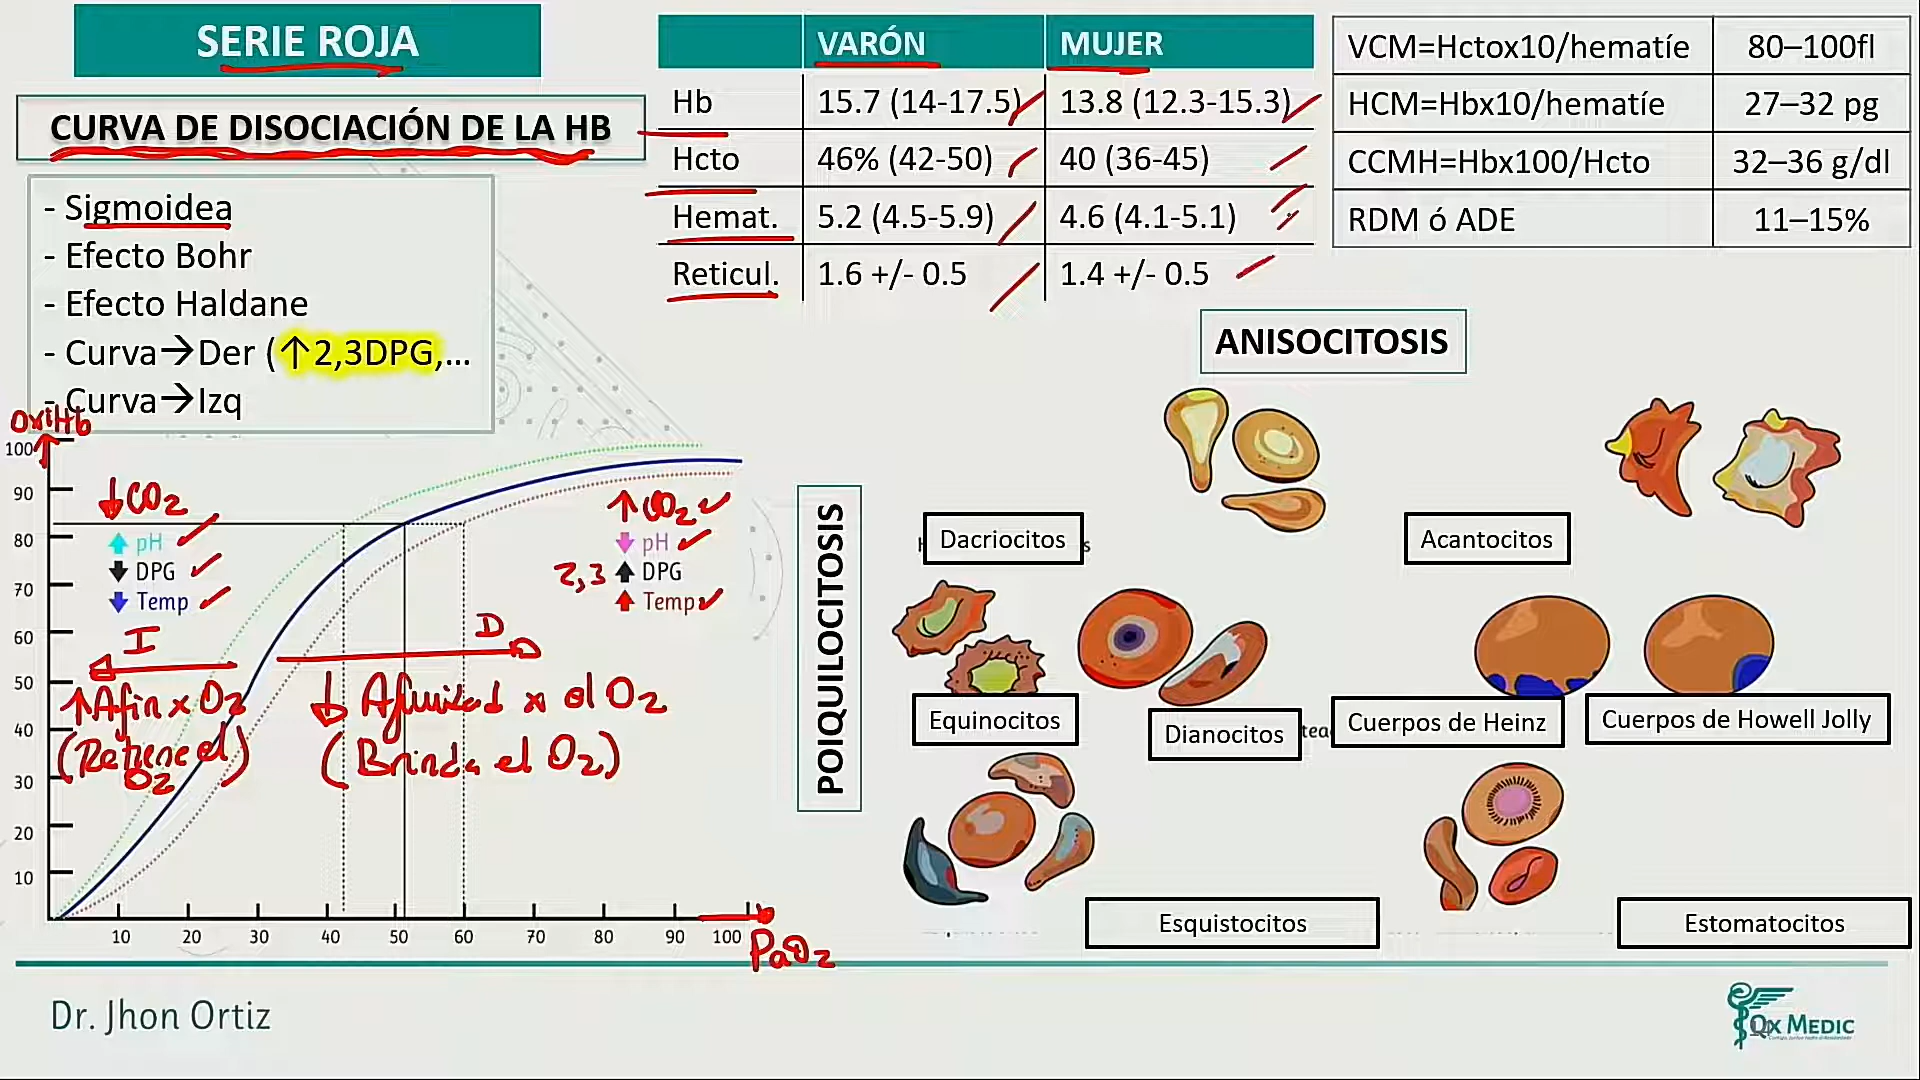 SERIE ROJA
CURVA DE DISOCIACIÓN DE LA HB
- Sigmoidea
- Efecto Bohr
- Efecto Haldane
- Curva→Der (↑2,3DPG,...
- Curva→Izq
VARÓN MUJER
Hb 15.7 (14-17.5) 13.8 (12.3-15.3)
Hcto 46% (42-50) 40 (36-45)
Hemat. 5.2 (4.5-5.9) 4.6 (4.1-5.1)
Reticul. 1.6 +/- 0.5 1.4 +/- 0.5
VCM=Hctox10/hematíe 80–100fl
HCM=Hbx10/hematíe 27–32 pg
CCMH=Hbx100/Hcto 32–36 g/dl
RDM ó ADE 11–15%
OxiHb
100
90
80
70
60
50
40
30
20
10
↓CO2
↑ pH
↓ DPG
↓ Temp
I
↑Afin x O2
(Retiene el
O2)
↑CO2
↓ pH
2,3 ↑ DPG
↑ Temp
D
↓ Afinidad x el O2
(Brinda el O2)
10 20 30 40 50 60 70 80 90 100
PaO2
ANISOCITOSIS
POIQUILOCITOSIS
Dacriocitos
Acantocitos
Equinocitos
Dianocitos
Cuerpos de Heinz
Cuerpos de Howell Jolly
Esquistocitos
Estomatocitos
Dr. Jhon Ortiz
Qx MEDIC